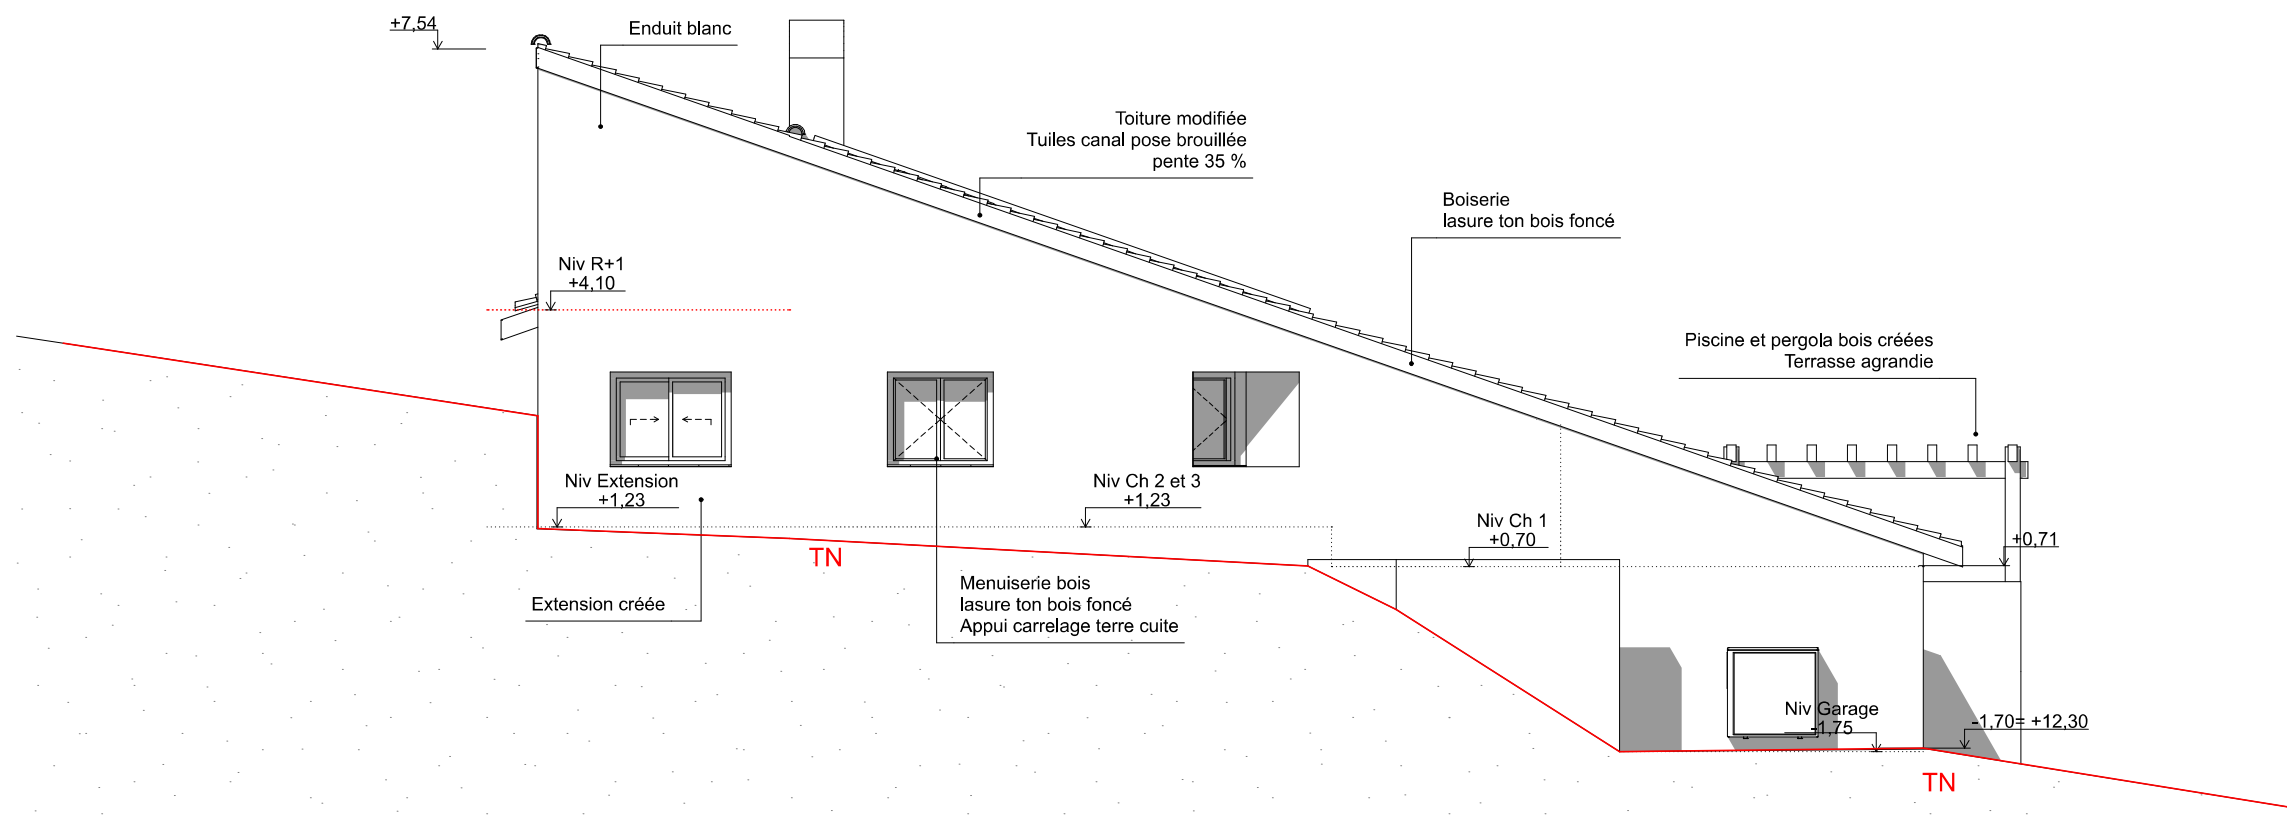 +7,54
Enduit blanc
Toiture modifiée
Tuiles canal pose brouillée
pente 35 %
Boiserie
lasure ton bois foncé
Niv R+1
+4,10
Piscine et pergola bois créées
Terrasse agrandie
Niv Extension
+1,23
Niv Ch 2 et 3
+1,23
Niv Ch 1
+0,70
+0,71
TN
Extension créée
Menuiserie bois
lasure ton bois foncé
Appui carrelage terre cuite
Niv Garage
-1,75
-1,70= +12,30
TN